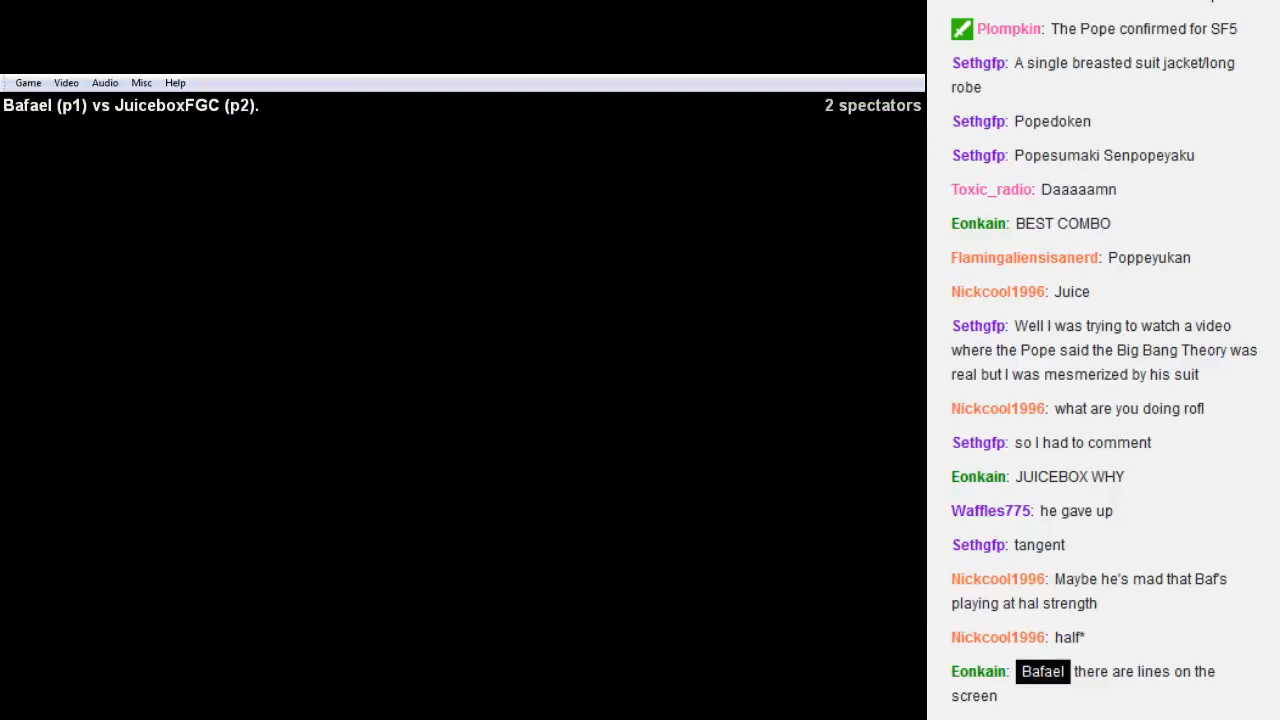 Game Video Audio Misc Help
Bafael (p1) vs JuiceboxFGC (p2).
2 spectators
Plompkin: The Pope confirmed for SF5
Sethgfp: A single breasted suit jacket/long
robe
Sethgfp: Popedoken
Sethgfp: Popesumaki Senpopeyaku
Toxic_radio: Daaaaamn
Eonkain: BEST COMBO
Flamingaliensisanerd: Poppeyukan
Nickcool1996: Juice
Sethgfp: Well I was trying to watch a video
where the Pope said the Big Bang Theory was
real but I was mesmerized by his suit
Nickcool1996: what are you doing rofl
Sethgfp: so I had to comment
Eonkain: JUICEBOX WHY
Waffles775: he gave up
Sethgfp: tangent
Nickcool1996: Maybe he's mad that Baf's
playing at hal strength
Nickcool1996: half*
Eonkain: Bafael there are lines on the
screen